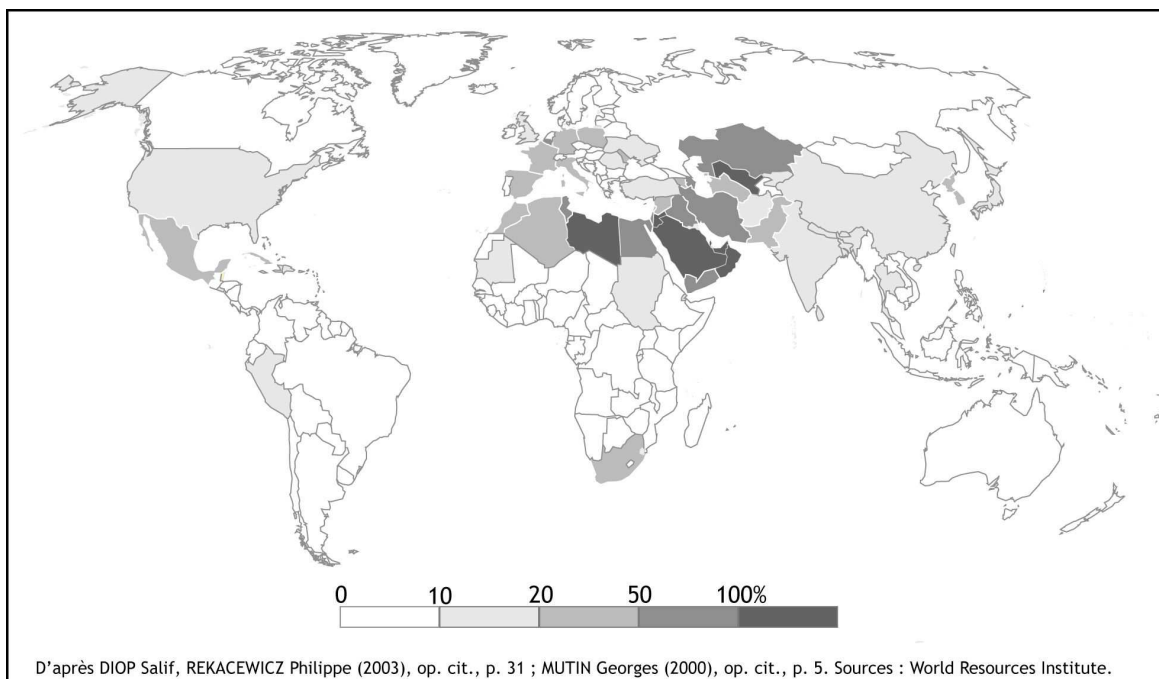 0 10 20 50 100%
D'après DIOP Salif, REKACEWICZ Philippe (2003), op. cit., p. 31 ; MUTIN Georges (2000), op. cit., p. 5. Sources : World Resources Institute.